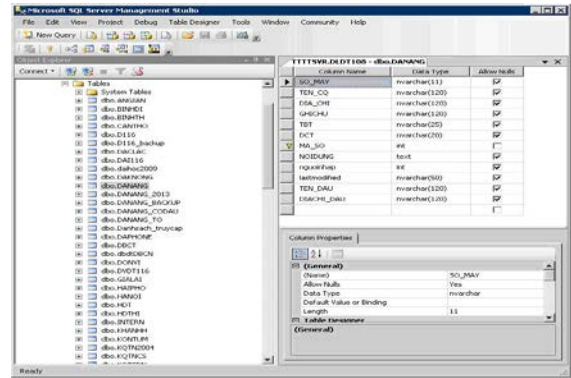 Microsoft SQL Server Management Studio
File Edit View Project Debug Table Designer Tools Window Community Help
New Query
Object Explorer
Connect
Tables
System Tables
dbo.ANGIAN
dbo.BINHDI
dbo.BINHTH
dbo.CANTHO
dbo.D116
dbo.D116_backup
dbo.DACLAC
dbo.DAI116
dbo.daihoc2009
dbo.DAKNONG
dbo.DANANG
dbo.DANANG_2013
dbo.DANANG_BACKUP
dbo.DANANG_CODAU
dbo.DANANG_TO
dbo.Danhsach_truycap
dbo.DAPHONE
dbo.DBCT
dbo.dbdEDBCN
dbo.DONVI
dbo.DVDT116
dbo.GIALAI
dbo.HAIPHO
dbo.HANOI
dbo.HDT
dbo.HDTHI
dbo.INTERN
dbo.KHANHH
dbo.KONTUM
dbo.KQTN2004
dbo.KQTNCS
TTTTSVR.DLDT108 - dbo.DANANG
Column Name Data Type Allow Nulls
SO_MAY nvarchar(11)
TEN_CQ nvarchar(120)
DIA_CHI nvarchar(120)
GHICHU nvarchar(120)
TBT nvarchar(25)
DCT nvarchar(20)
MA_SO int
NOIDUNG text
nguoinhap int
lastmodified nvarchar(50)
TEN_DAU nvarchar(120)
DIACHI_DAU nvarchar(120)
Column Properties
(General)
(Name) SO_MAY
Allow Nulls Yes
Data Type nvarchar
Default Value or Binding
Length 11
Table Designer
(General)
Ready